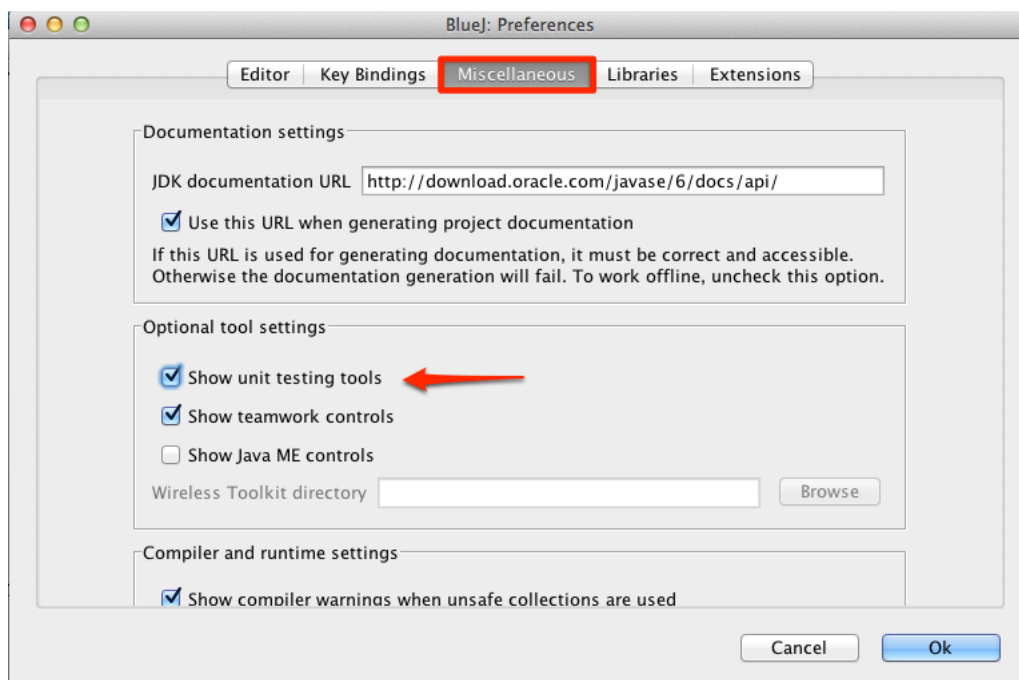 BlueJ: Preferences
Editor Key Bindings Miscellaneous Libraries Extensions
Documentation settings
JDK documentation URL http://download.oracle.com/javase/6/docs/api/
Use this URL when generating project documentation
If this URL is used for generating documentation, it must be correct and accessible.
Otherwise the documentation generation will fail. To work offline, uncheck this option.
Optional tool settings
Show unit testing tools
Show teamwork controls
Show Java ME controls
Wireless Toolkit directory Browse
Compiler and runtime settings
Show compiler warnings when unsafe collections are used
Cancel Ok